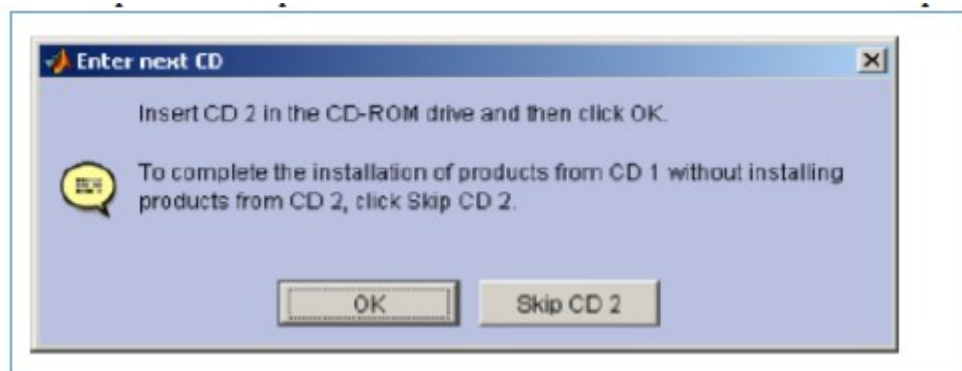 Enter next CD
Insert CD 2 in the CD-ROM drive and then click OK.
To complete the installation of products from CD 1 without installing
products from CD 2, click Skip CD 2.
OK
Skip CD 2